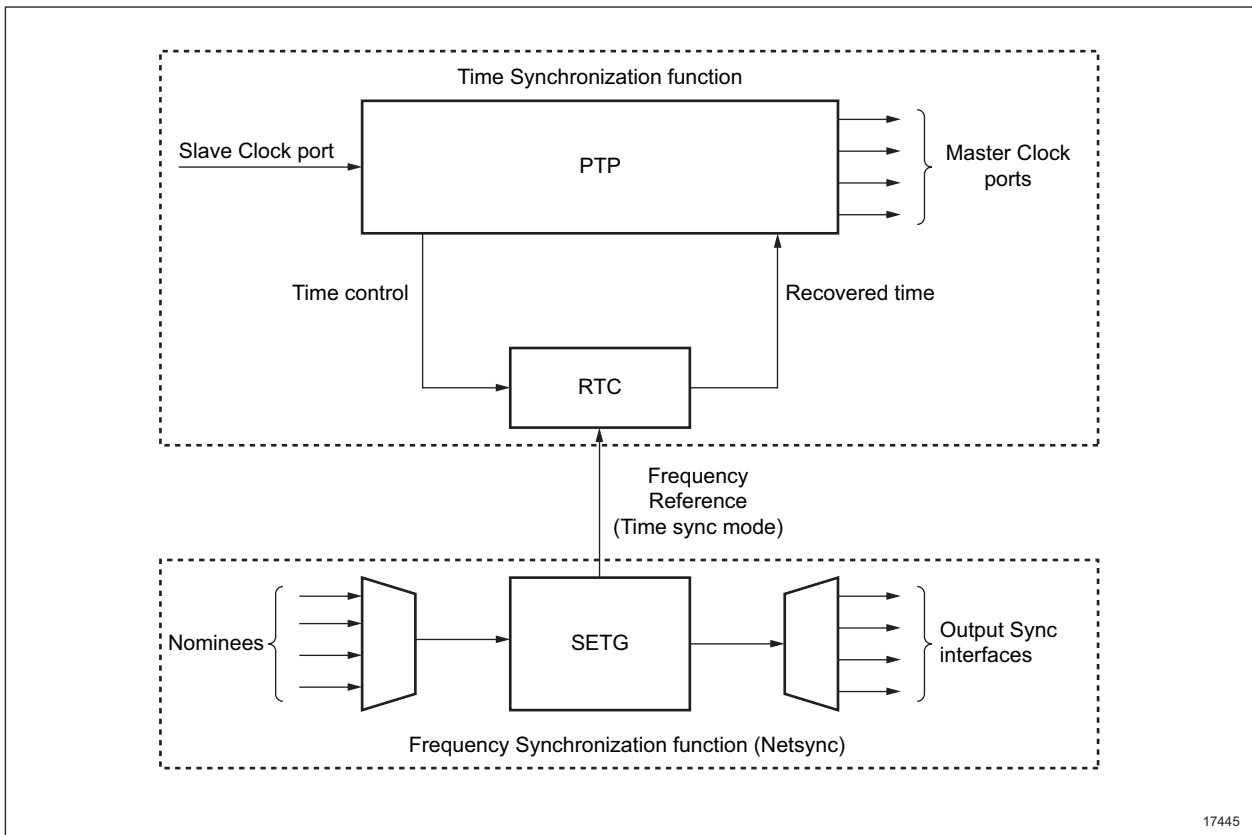 Time Synchronization function
Slave Clock port
PTP
Master Clock
ports
Time control
Recovered time
RTC
Frequency
Reference
(Time sync mode)
Nominees
SETG
Output Sync
interfaces
Frequency Synchronization function (Netsync)
17445